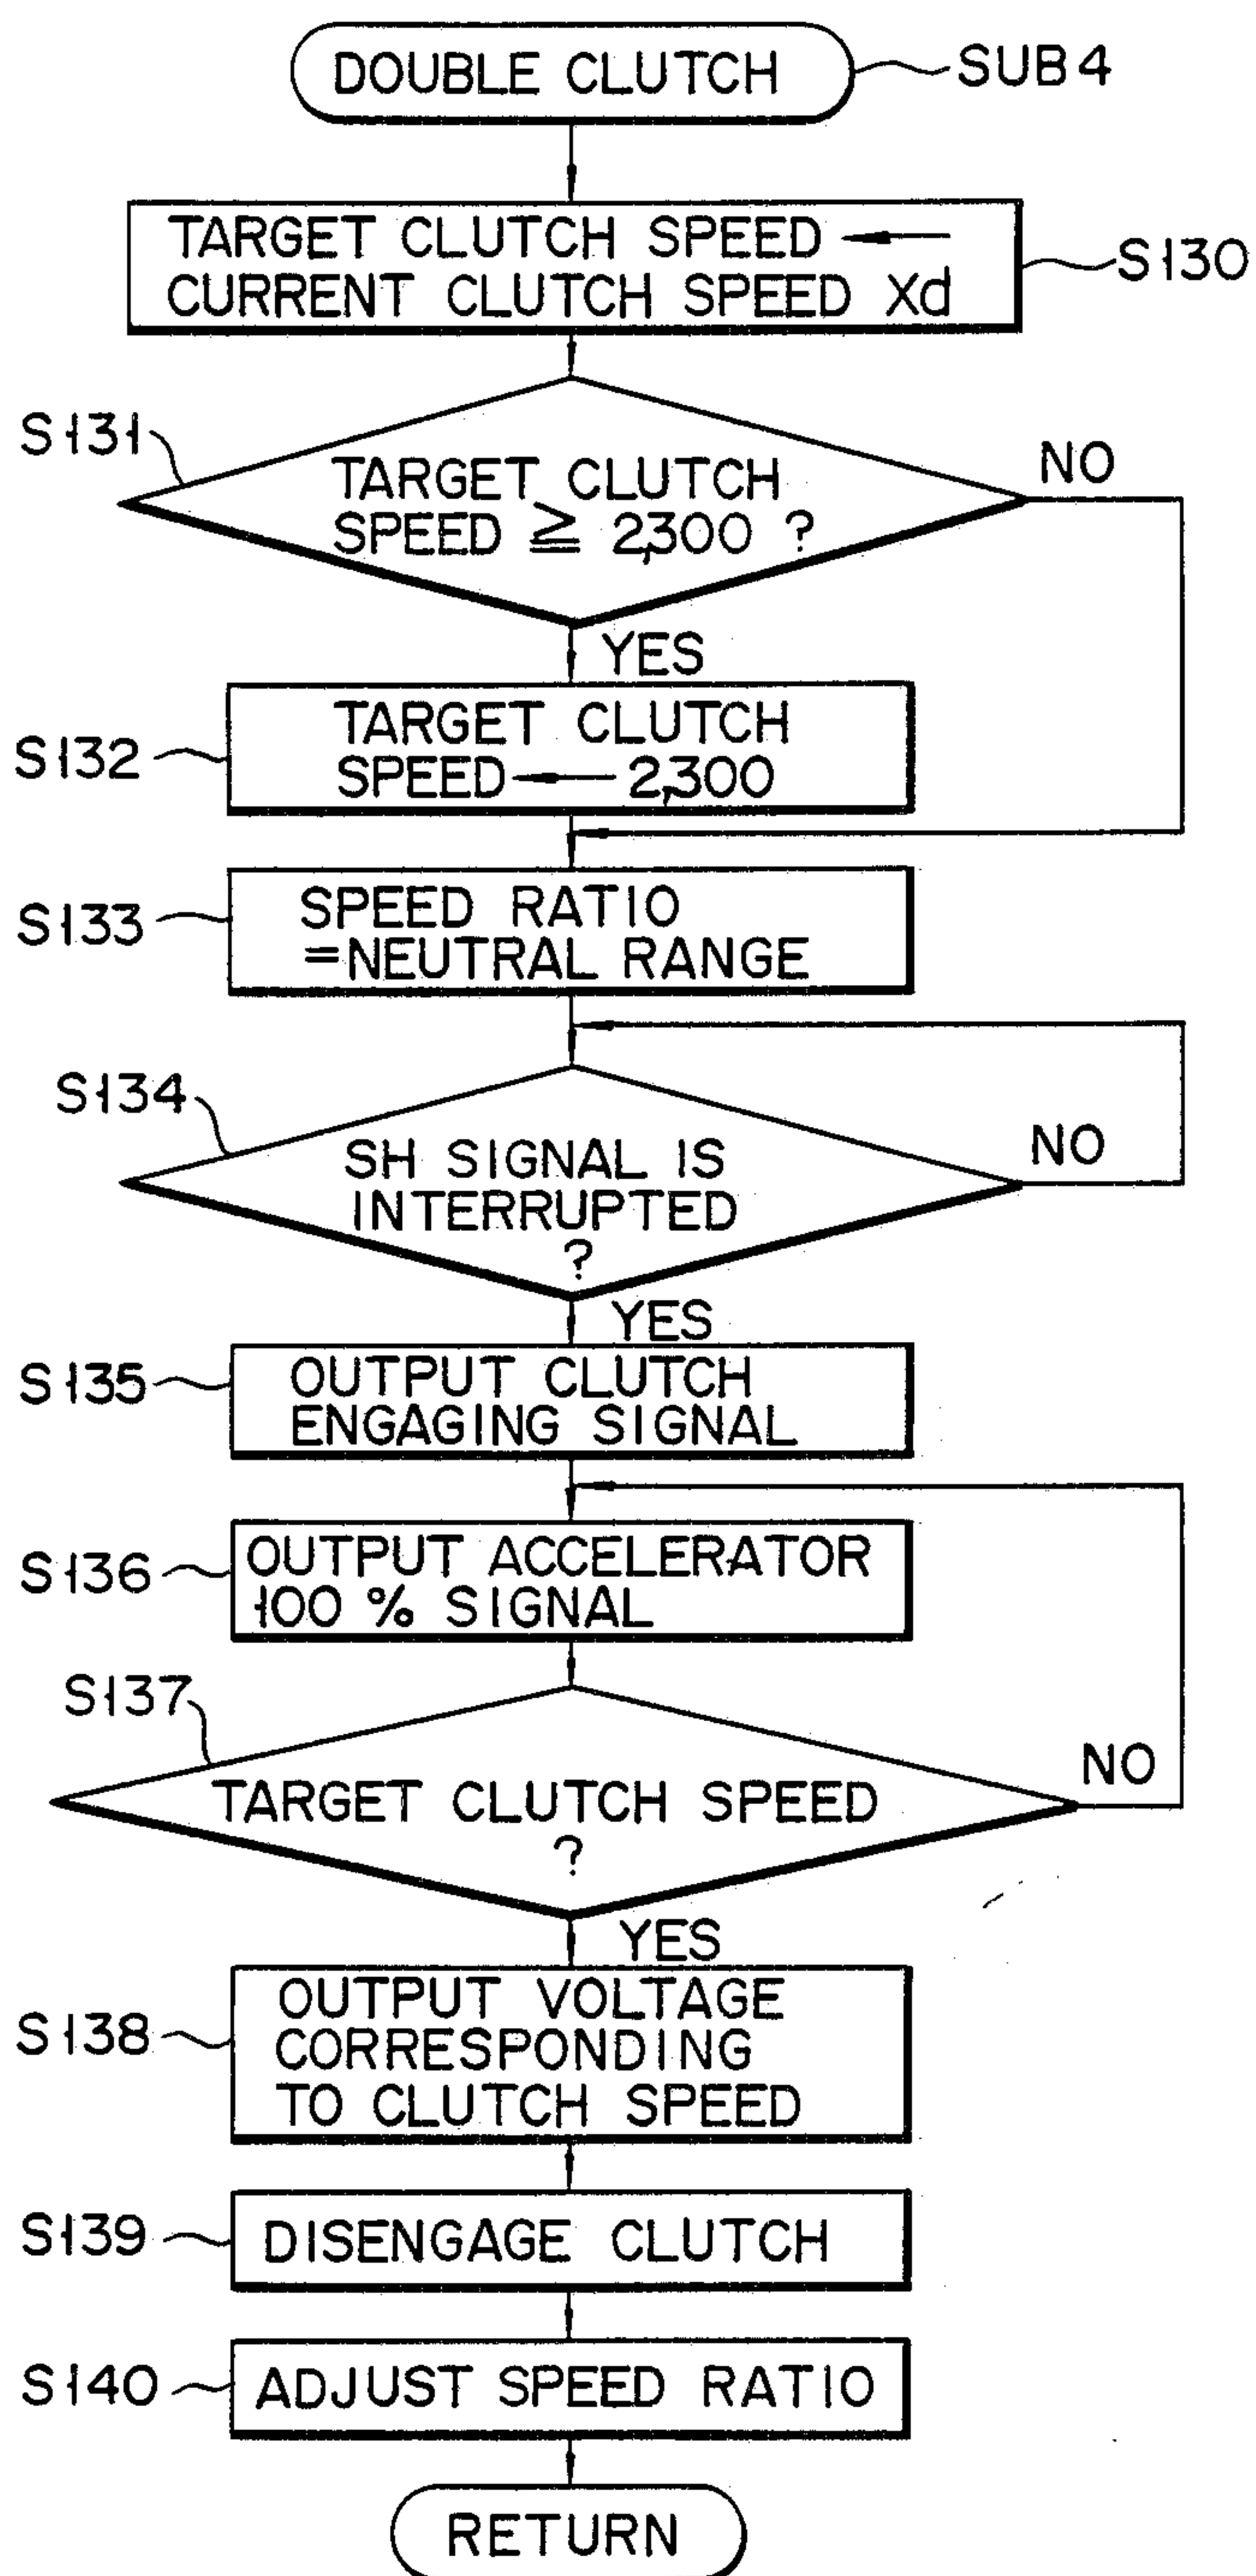 DOUBLE CLUTCH
SUB4
TARGET CLUTCH SPEED ←
CURRENT CLUTCH SPEED Xd
S130
S131
TARGET CLUTCH
SPEED ≧ 2,300 ?
NO
YES
S132
TARGET CLUTCH
SPEED ← 2,300
S133
SPEED RATIO
=NEUTRAL RANGE
S134
SH SIGNAL IS
INTERRUPTED
?
NO
YES
S135
OUTPUT CLUTCH
ENGAGING SIGNAL
S136
OUTPUT ACCELERATOR
100 % SIGNAL
S137
TARGET CLUTCH SPEED
?
NO
YES
S138
OUTPUT VOLTAGE
CORRESPONDING
TO CLUTCH SPEED
S139
DISENGAGE CLUTCH
S140
ADJUST SPEED RATIO
RETURN